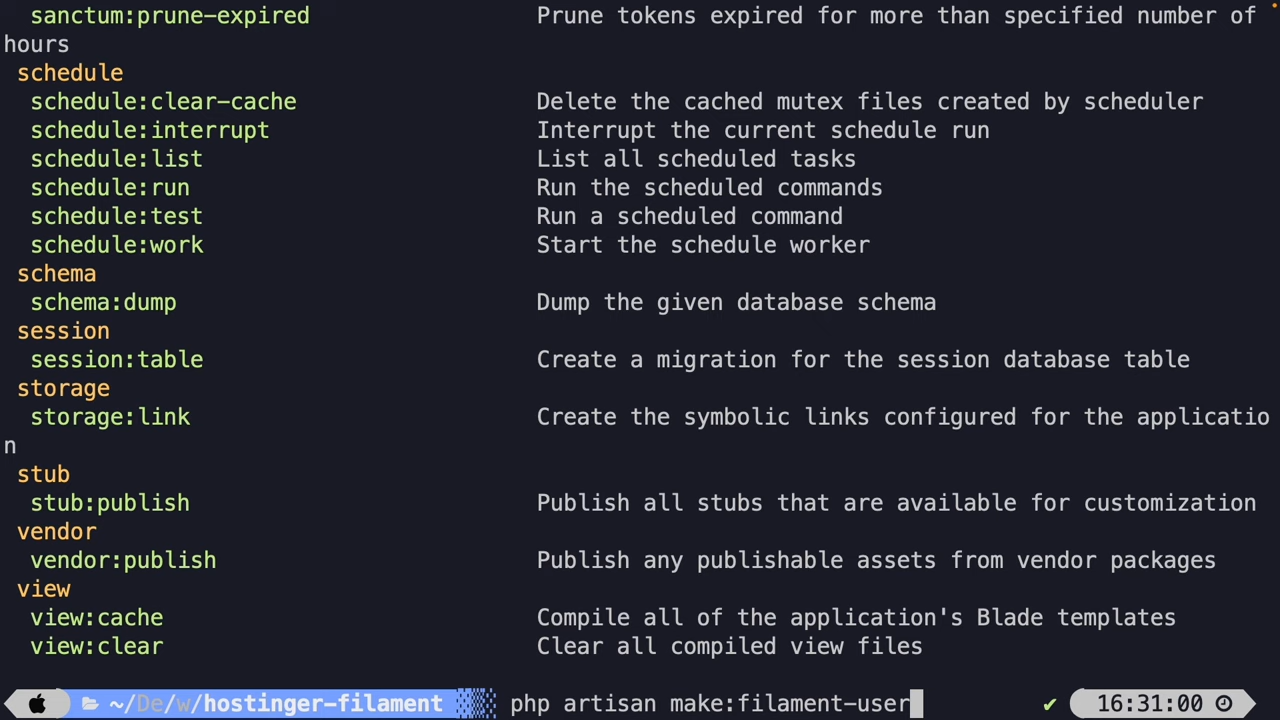 sanctum:prune-expired Prune tokens expired for more than specified number of
hours
schedule
schedule:clear-cache Delete the cached mutex files created by scheduler
schedule:interrupt Interrupt the current schedule run
schedule:list List all scheduled tasks
schedule:run Run the scheduled commands
schedule:test Run a scheduled command
schedule:work Start the schedule worker
schema
schema:dump Dump the given database schema
session
session:table Create a migration for the session database table
storage
storage:link Create the symbolic links configured for the applicatio
n
stub
stub:publish Publish all stubs that are available for customization
vendor
vendor:publish Publish any publishable assets from vendor packages
view
view:cache Compile all of the application's Blade templates
view:clear Clear all compiled view files
~/De/w/hostinger-filament php artisan make:filament-user ✔ 16:31:00